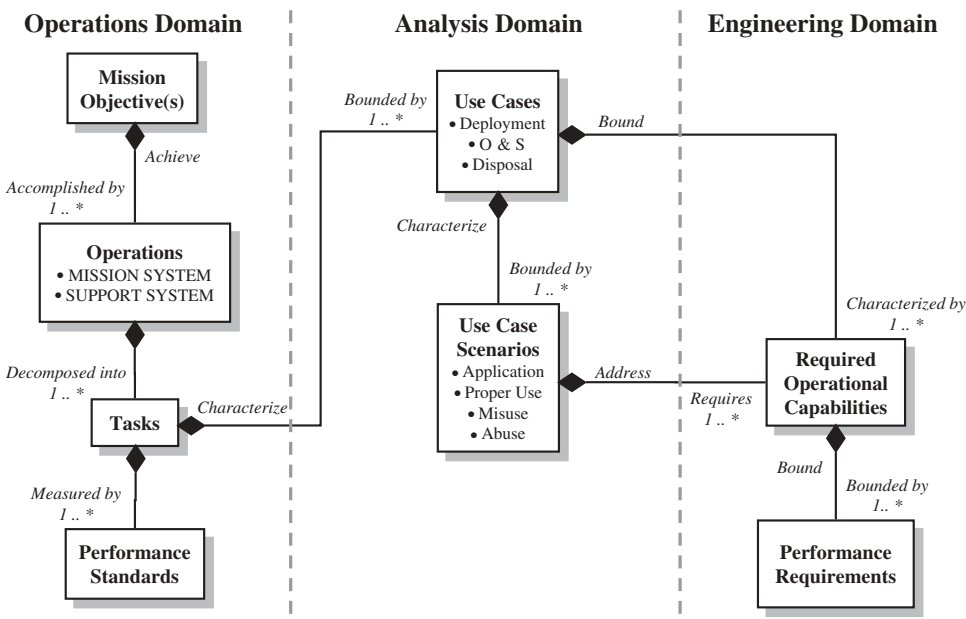 Operations Domain
Analysis Domain
Engineering Domain
Mission
Objective(s)
Achieve
Accomplished by
1 .. *
Operations
• MISSION SYSTEM
• SUPPORT SYSTEM
Decomposed into
1 .. *
Tasks
Characterize
Measured by
1 .. *
Performance
Standards
Bounded by
1 .. *
Use Cases
• Deployment
• O & S
• Disposal
Bound
Characterize
Bounded by
1 .. *
Use Case
Scenarios
• Application
• Proper Use
• Misuse
• Abuse
Address
Characterized by
1 .. *
Requires
1 .. *
Required
Operational
Capabilities
Bound
Bounded by
1.. *
Performance
Requirements